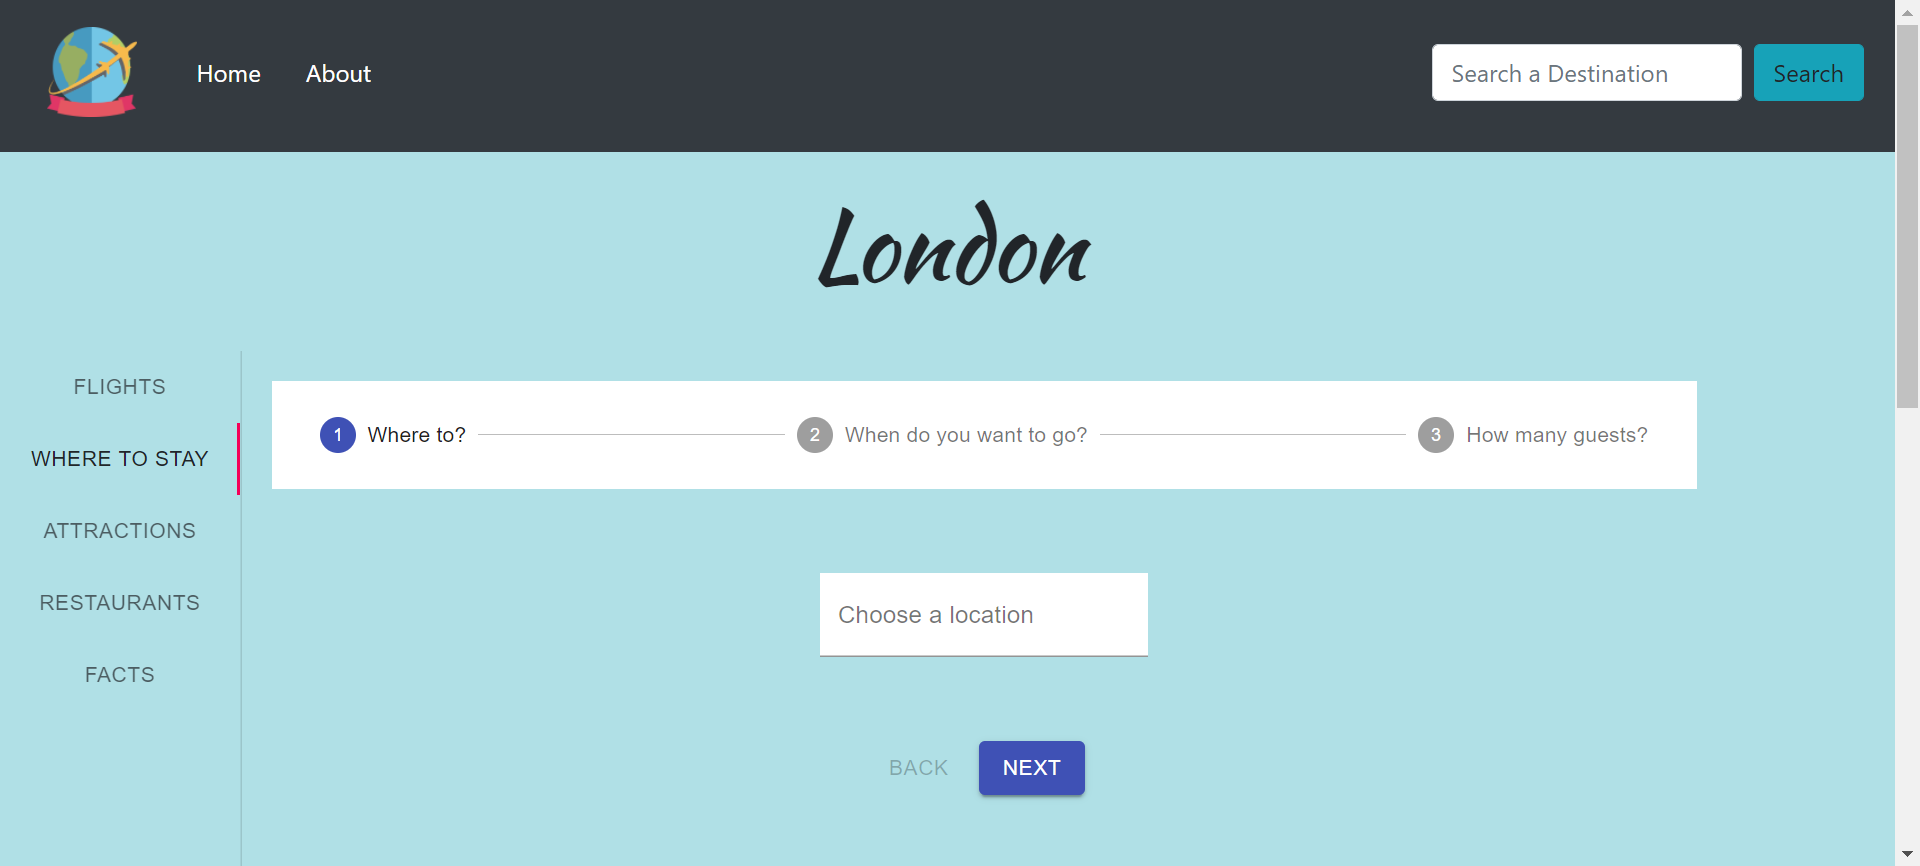 Home About Search a Destination Search
London
FLIGHTS
WHERE TO STAY
ATTRACTIONS
RESTAURANTS
FACTS
1 Where to? 2 When do you want to go? 3 How many guests?
Choose a location
BACK NEXT